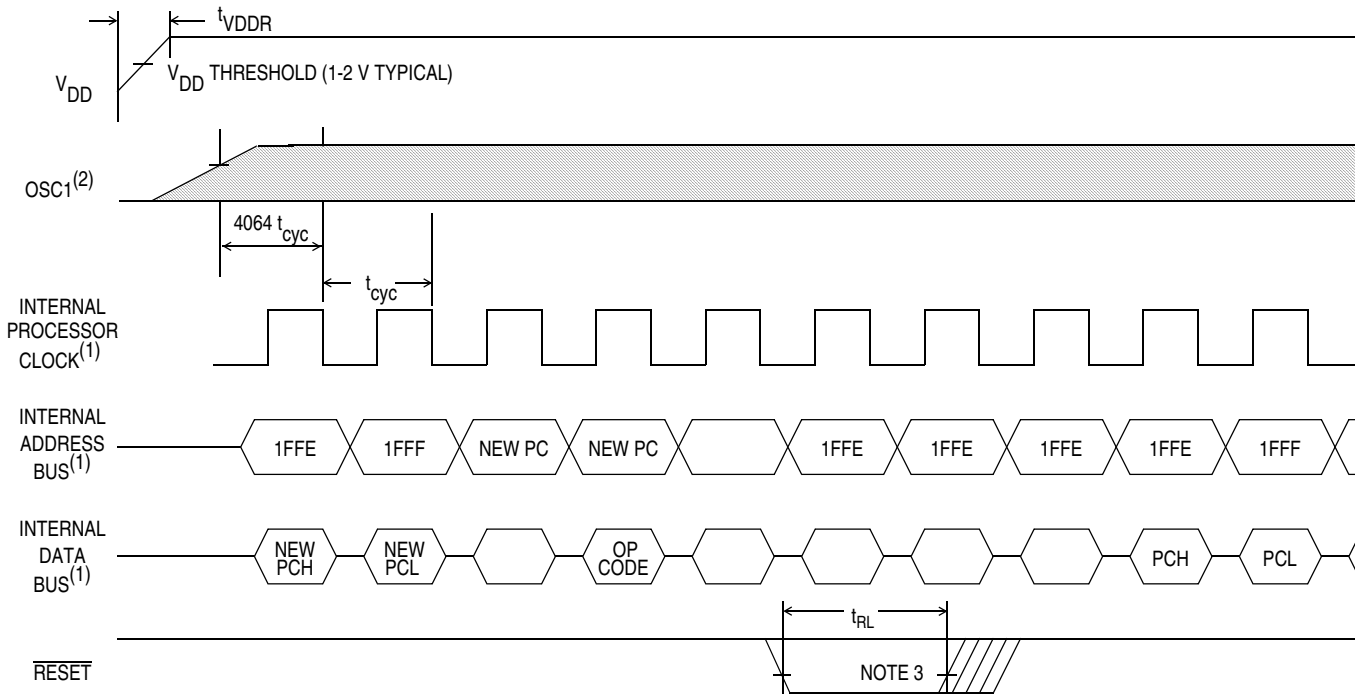 tVDDR
VDD
VDD THRESHOLD (1-2 V TYPICAL)
OSC1(2)
4064 tcyc
tcyc
INTERNAL
PROCESSOR
CLOCK(1)
INTERNAL
ADDRESS
BUS(1)
1FFE 1FFF NEW PC NEW PC 1FFE 1FFE 1FFE 1FFE 1FFF
INTERNAL
DATA
BUS(1)
NEW PCH
NEW PCL
OP CODE
PCH
PCL
tRL
RESET
NOTE 3